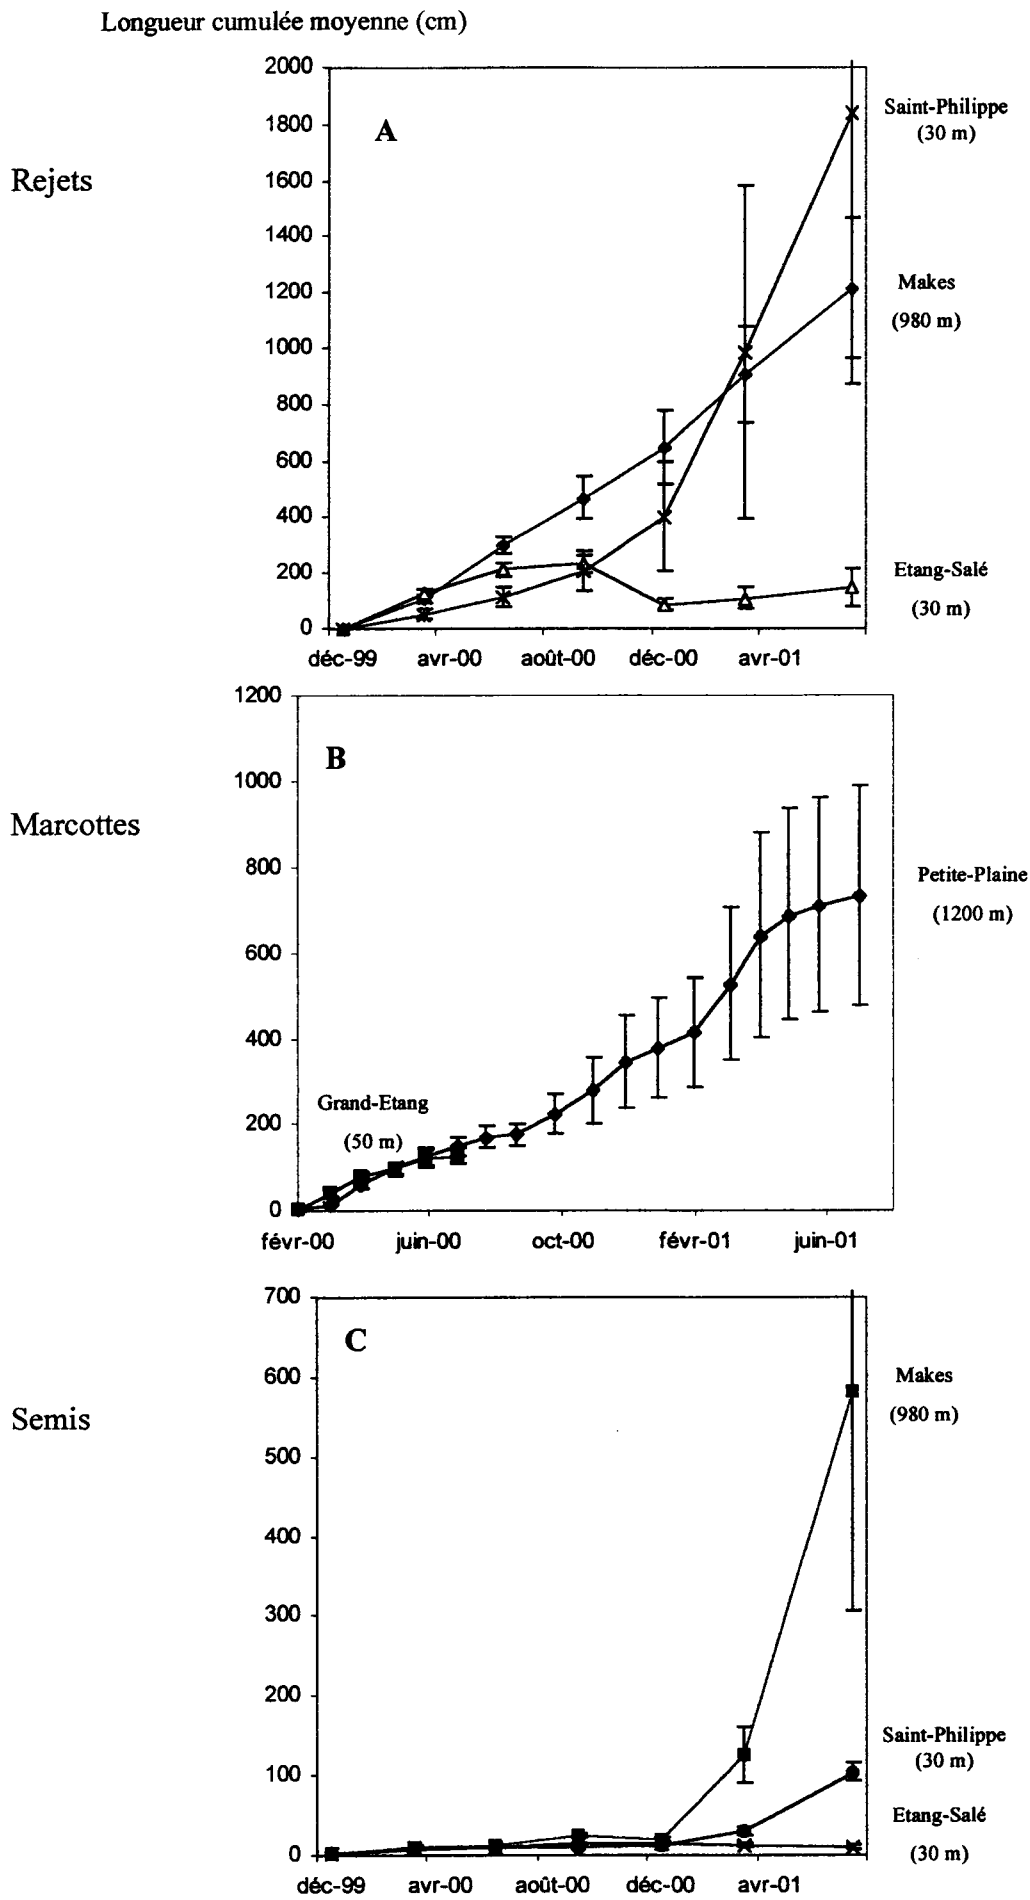 Longueur cumulée moyenne (cm)
2000
1800
1600
1400
1200
1000
800
600
400
200
0
A
Rejets
Saint-Philippe
(30 m)
Makes
(980 m)
Etang-Salé
(30 m)
déc-99 avr-00 août-00 déc-00 avr-01
1200
1000
800
600
400
200
0
B
Marcottes
Petite-Plaine
(1200 m)
Grand-Etang
(50 m)
févr-00 juin-00 oct-00 févr-01 juin-01
700
600
500
400
300
200
100
0
C
Semis
Makes
(980 m)
Saint-Philippe
(30 m)
Etang-Salé
(30 m)
déc-99 avr-00 août-00 déc-00 avr-01